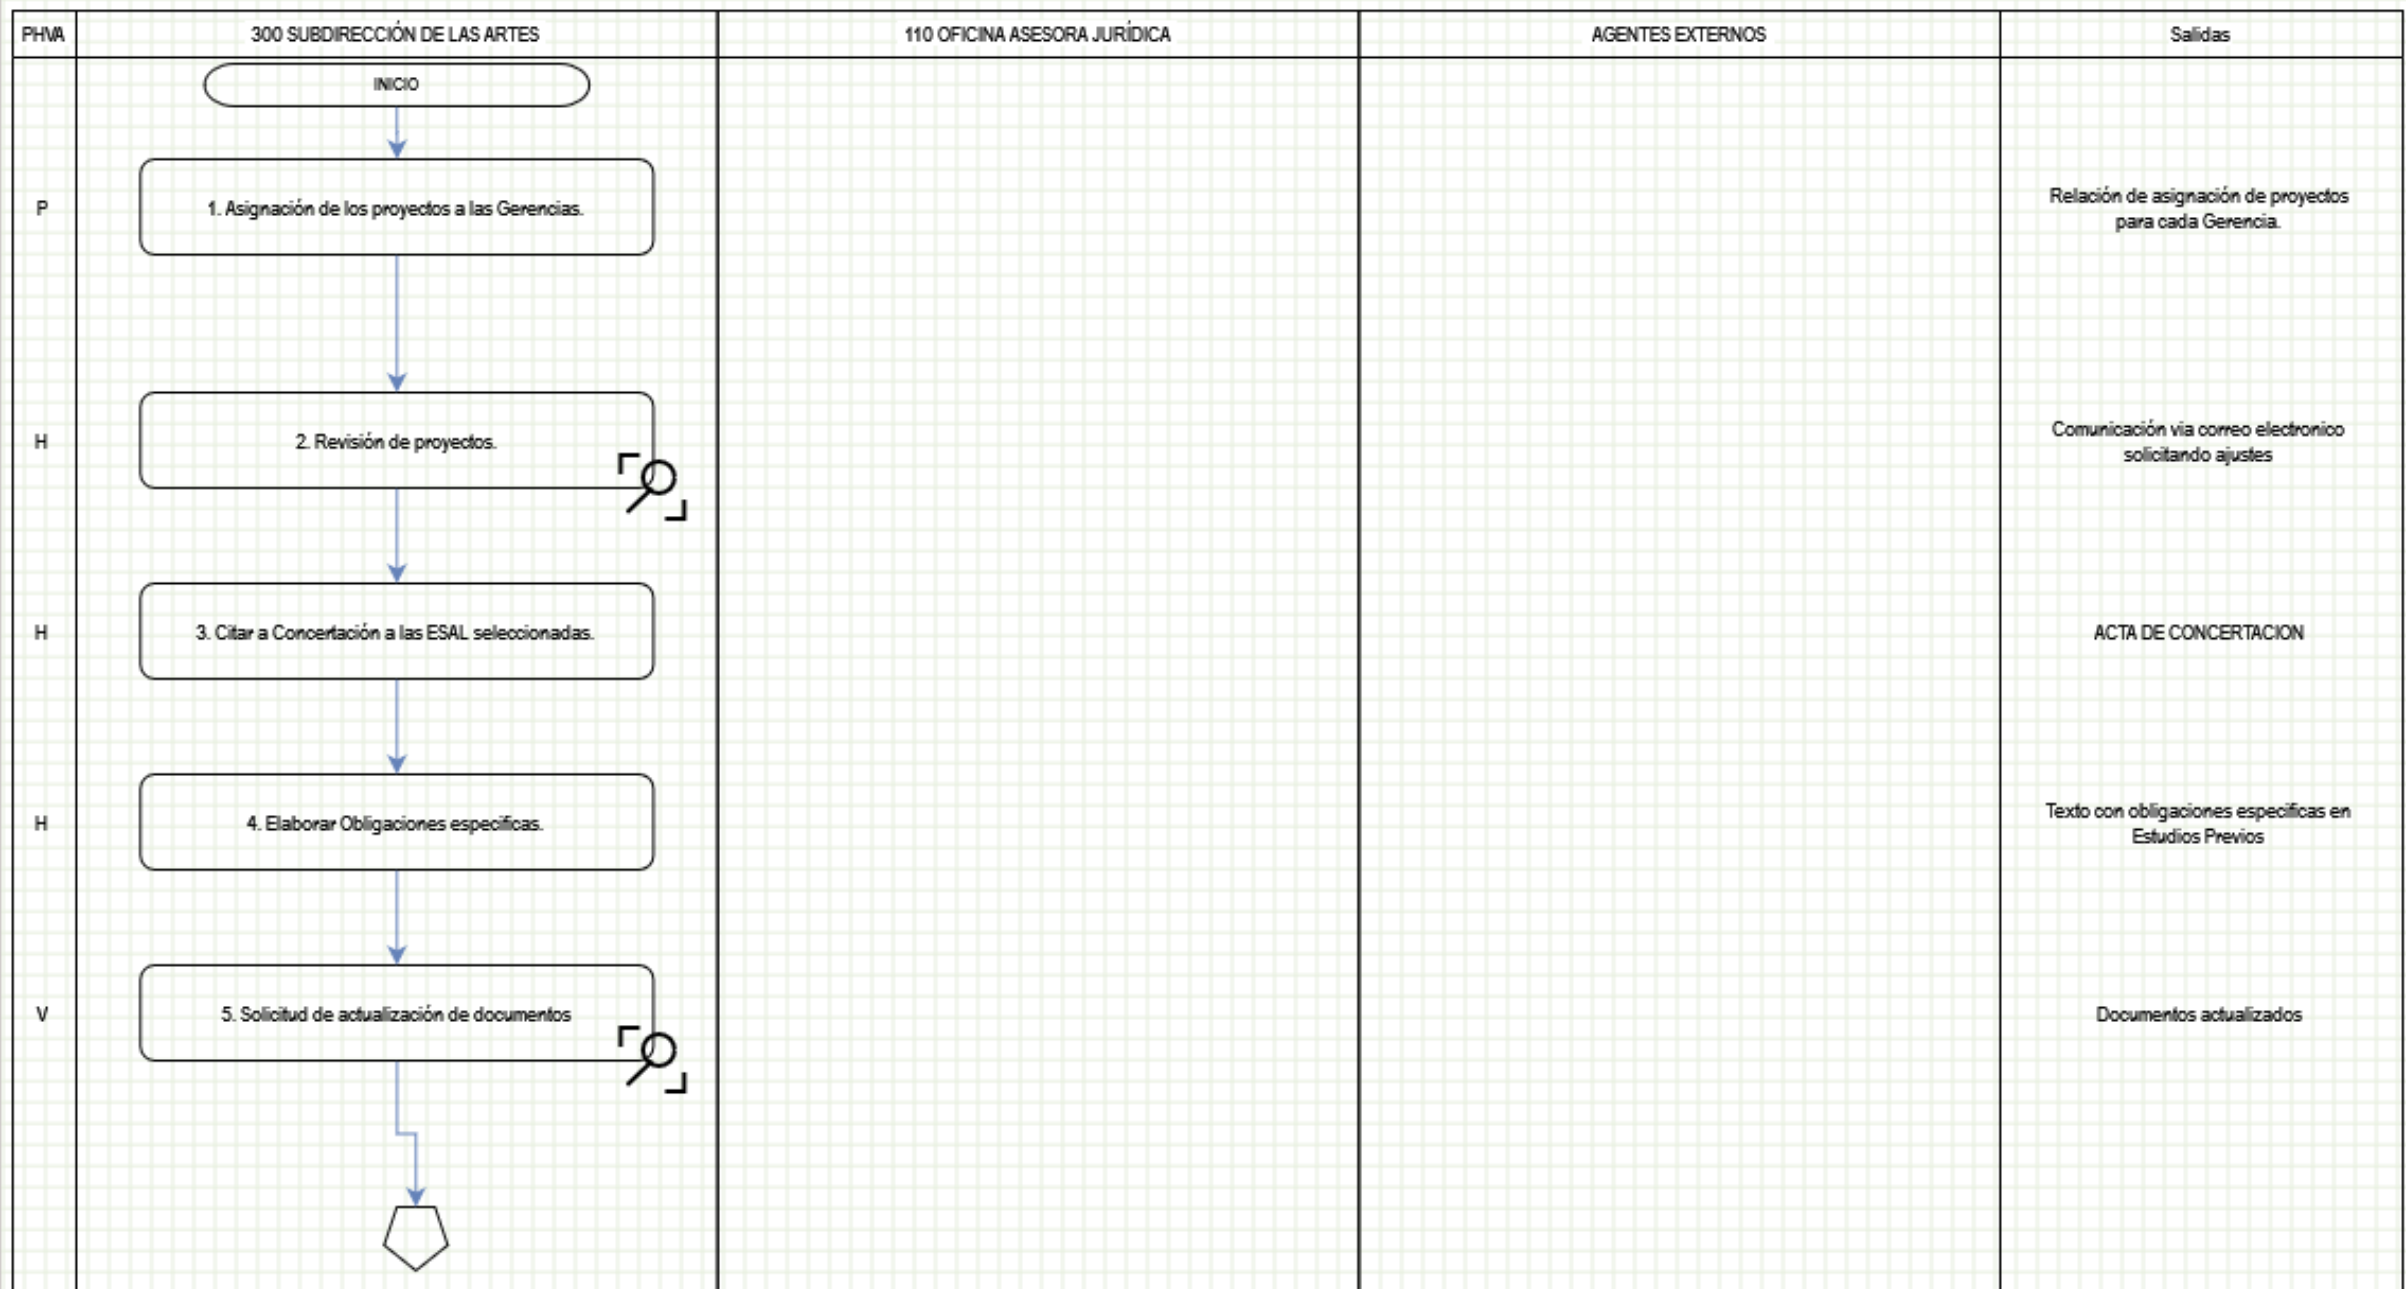 PHVA
300 SUBDIRECCIÓN DE LAS ARTES
110 OFICINA ASESORA JURÍDICA
AGENTES EXTERNOS
Salidas
INICIO
P
1. Asignación de los proyectos a las Gerencias.
Relación de asignación de proyectos
para cada Gerencia.
H
2. Revisión de proyectos.
Comunicación via correo electronico
solicitando ajustes
H
3. Citar a Concertación a las ESAL seleccionadas.
ACTA DE CONCERTACION
H
4. Elaborar Obligaciones especificas.
Texto con obligaciones especificas en
Estudios Previos
V
5. Solicitud de actualización de documentos
Documentos actualizados